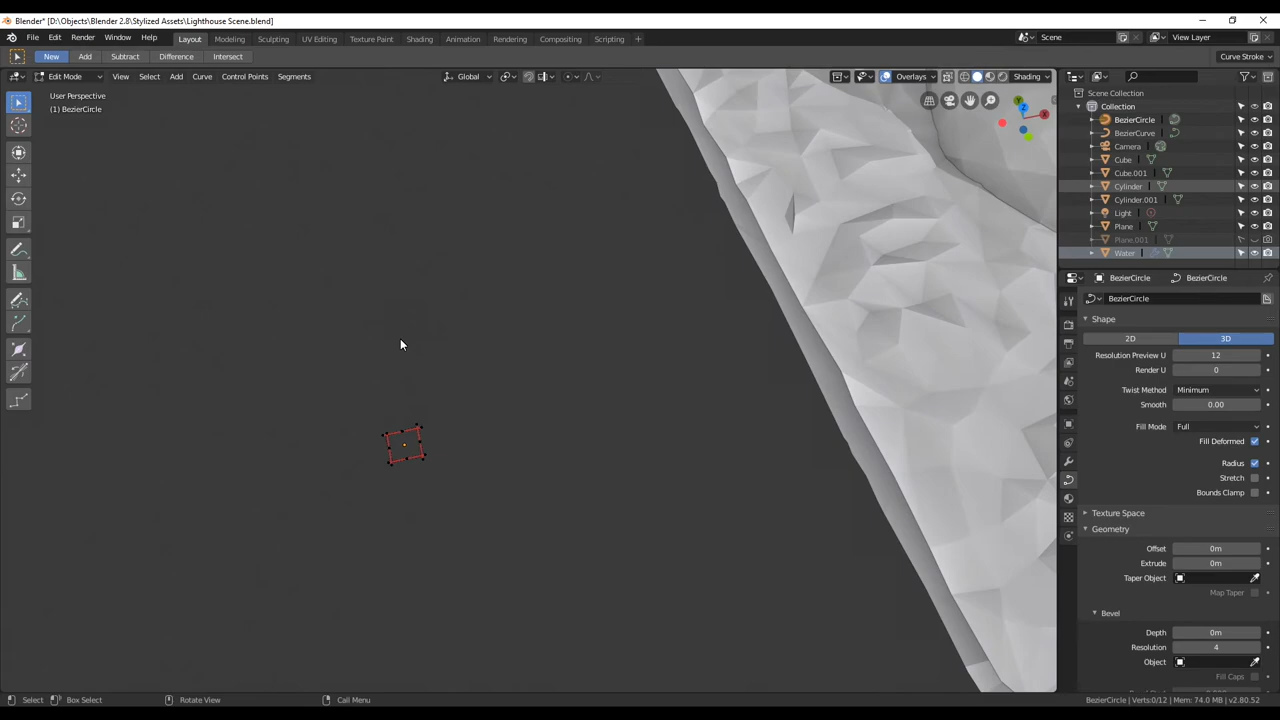 Blender* [D:\Objects\Blender 2.8\Stylized Assets\Lighthouse Scene.blend]
File Edit Render Window Help Layout Modeling Sculpting UV Editing Texture Paint Shading Animation Rendering Compositing Scripting + Scene View Layer
New Add Subtract Difference Intersect Curve Stroke
Edit Mode View Select Add Curve Control Points Segments Global Overlays Shading
User Perspective
(1) BezierCircle
Scene Collection
Collection
BezierCircle
BezierCurve
Camera
Cube
Cube.001
Cylinder
Cylinder.001
Light
Plane
Plane.001
Water
BezierCircle BezierCircle
BezierCircle
Shape
2D 3D
Resolution Preview U 12
Render U 0
Twist Method Minimum
Smooth 0.00
Fill Mode Full
Fill Deformed
Radius
Stretch
Bounds Clamp
Texture Space
Geometry
Offset 0m
Extrude 0m
Taper Object
Map Taper
Bevel
Depth 0m
Resolution 4
Object
Fill Caps
Select Box Select Rotate View Call Menu BezierCircle | Verts:0/12 | Mem: 74.0 MB | v2.80.52